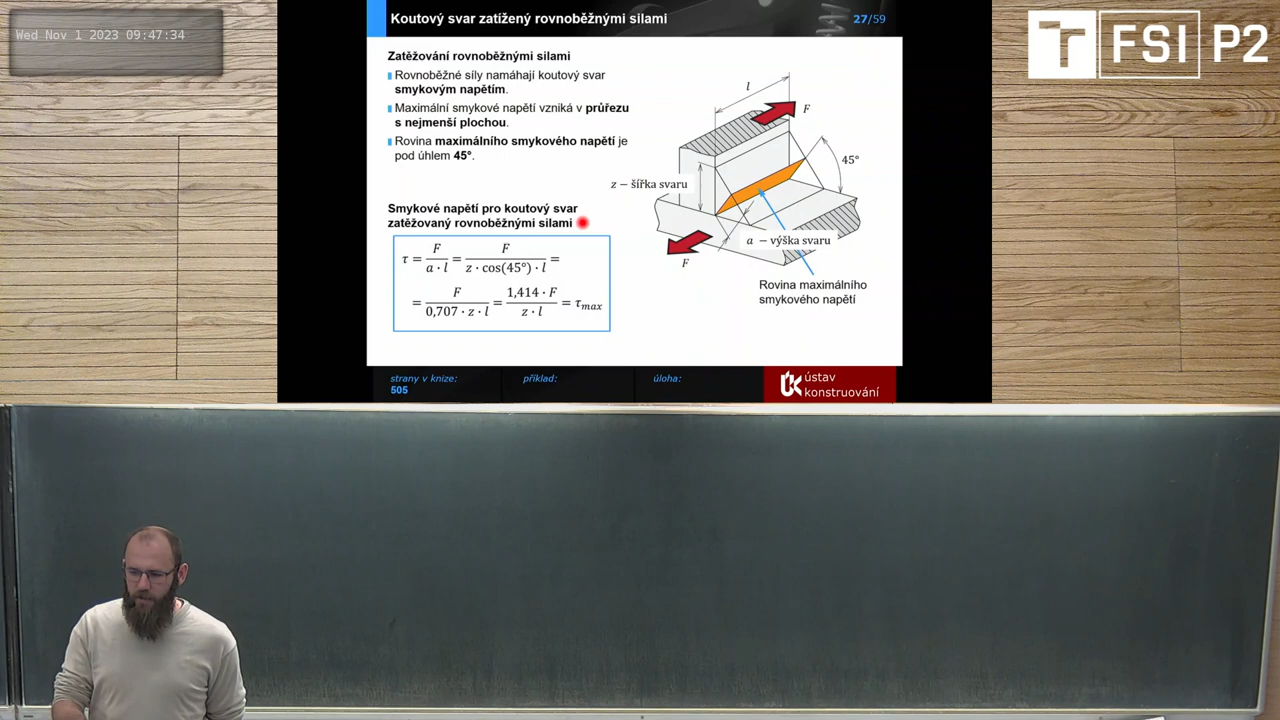 Wed Nov 1 2023 09:47:34
Koutový svar zatížený rovnoběžnými silami
27/59
FSI P2
Zatěžování rovnoběžnými silami
Rovnoběžné síly namáhají koutový svar
smykovým napětím.
Maximální smykové napětí vzniká v průřezu
s nejmenší plochou.
Rovina maximálního smykového napětí je
pod úhlem 45°.
Smykové napětí pro koutový svar
zatěžovaný rovnoběžnými silami
τ = F / (a · l) = F / (z · cos(45°) · l) =
= F / (0,707 · z · l) = (1,414 · F) / (z · l) = τmax
l
F
45°
z – šířka svaru
a – výška svaru
F
Rovina maximálního
smykového napětí
strany v knize:
505
příklad:
úloha:
ústav
konstruování